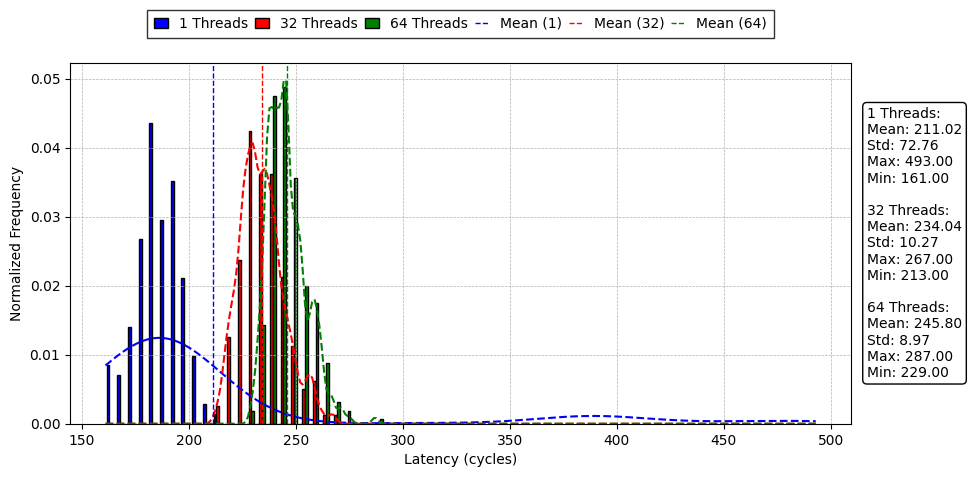 1 Threads 32 Threads 64 Threads Mean (1) Mean (32) Mean (64)
0.05
0.04
0.03
0.02
0.01
0.00
Normalized Frequency
150 200 250 300 350 400 450 500
Latency (cycles)
1 Threads:
Mean: 211.02
Std: 72.76
Max: 493.00
Min: 161.00
32 Threads:
Mean: 234.04
Std: 10.27
Max: 267.00
Min: 213.00
64 Threads:
Mean: 245.80
Std: 8.97
Max: 287.00
Min: 229.00